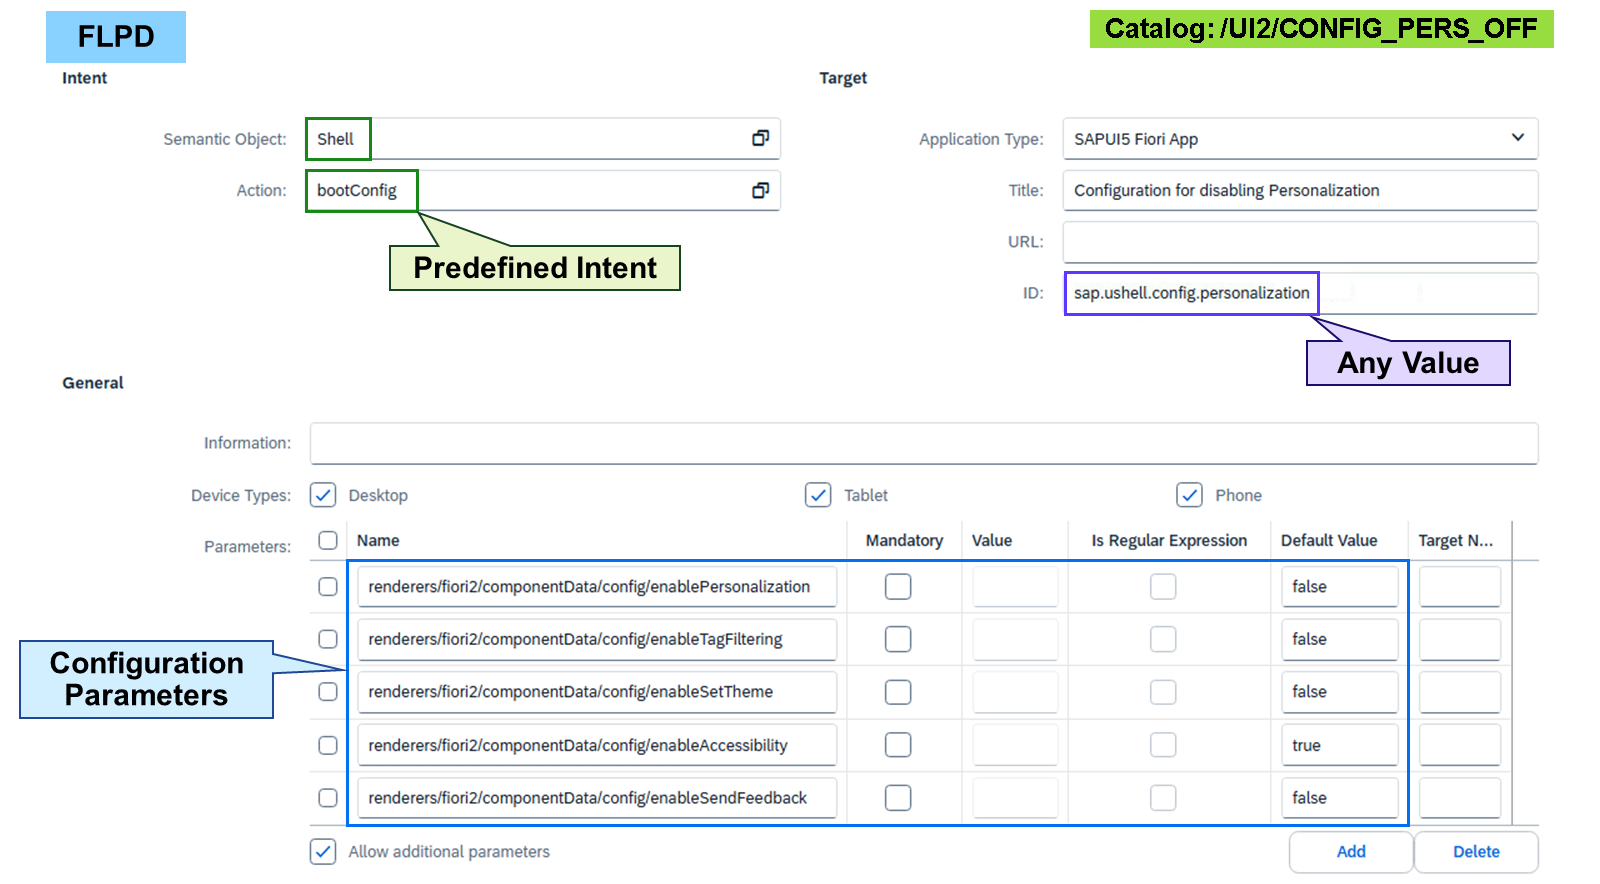 FLPD
Catalog: /UI2/CONFIG_PERS_OFF
Intent
Target
Semantic Object: Shell
Application Type: SAPUI5 Fiori App
Action: bootConfig
Title: Configuration for disabling Personalization
Predefined Intent
URL:
ID: sap.ushell.config.personalization
Any Value
General
Information:
Device Types: Desktop Tablet Phone
Parameters: Name Mandatory Value Is Regular Expression Default Value Target N...
renderers/fiori2/componentData/config/enablePersonalization false
renderers/fiori2/componentData/config/enableTagFiltering false
Configuration
Parameters
renderers/fiori2/componentData/config/enableSetTheme false
renderers/fiori2/componentData/config/enableAccessibility true
renderers/fiori2/componentData/config/enableSendFeedback false
Allow additional parameters
Add Delete